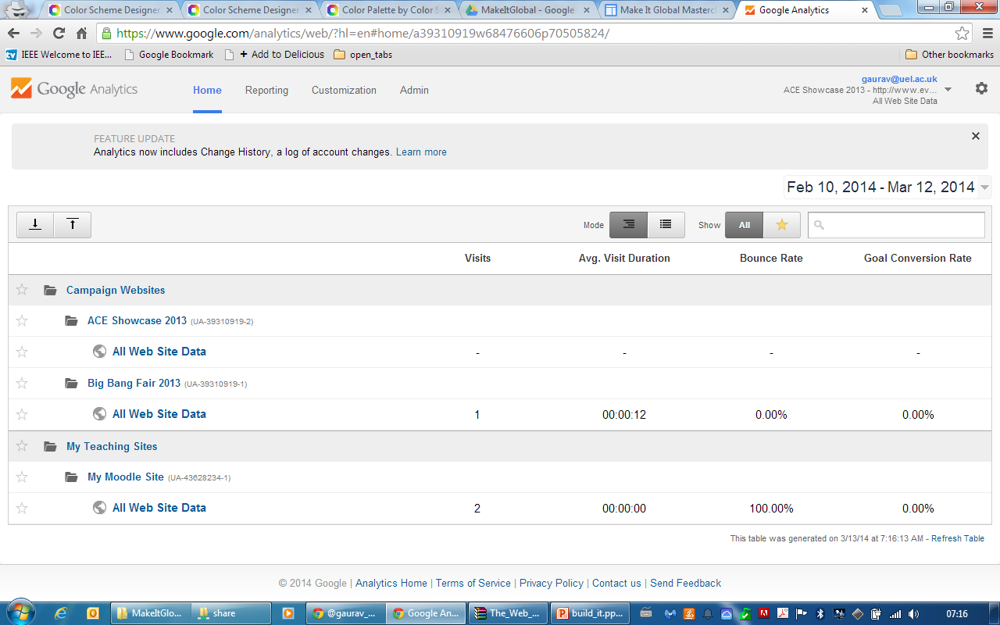 Color Scheme Designer
Color Scheme Designer
Color Palette by Color S
MakeItGlobal - Google
Make It Global Mastercl
Google Analytics
https://www.google.com/analytics/web/?hl=en#home/a39310919w68476606p70505824/
IEEE Welcome to IEE...
Google Bookmark
+ Add to Delicious
open_tabs
Other bookmarks
Google Analytics
Home
Reporting
Customization
Admin
gaurav@uel.ac.uk
ACE Showcase 2013 - http://www.ev...
All Web Site Data
FEATURE UPDATE
Analytics now includes Change History, a log of account changes. Learn more
Feb 10, 2014 - Mar 12, 2014
Mode
Show
All
Visits Avg. Visit Duration Bounce Rate Goal Conversion Rate
Campaign Websites
ACE Showcase 2013 (UA-39310919-2)
All Web Site Data - - - -
Big Bang Fair 2013 (UA-39310919-1)
All Web Site Data 1 00:00:12 0.00% 0.00%
My Teaching Sites
My Moodle Site (UA-43628234-1)
All Web Site Data 2 00:00:00 100.00% 0.00%
This table was generated on 3/13/14 at 7:16:13 AM - Refresh Table
© 2014 Google | Analytics Home | Terms of Service | Privacy Policy | Contact us | Send Feedback
MakeItGlo...
share
@gaurav_...
Google An...
The_Web_...
build_it.pp...
07:16